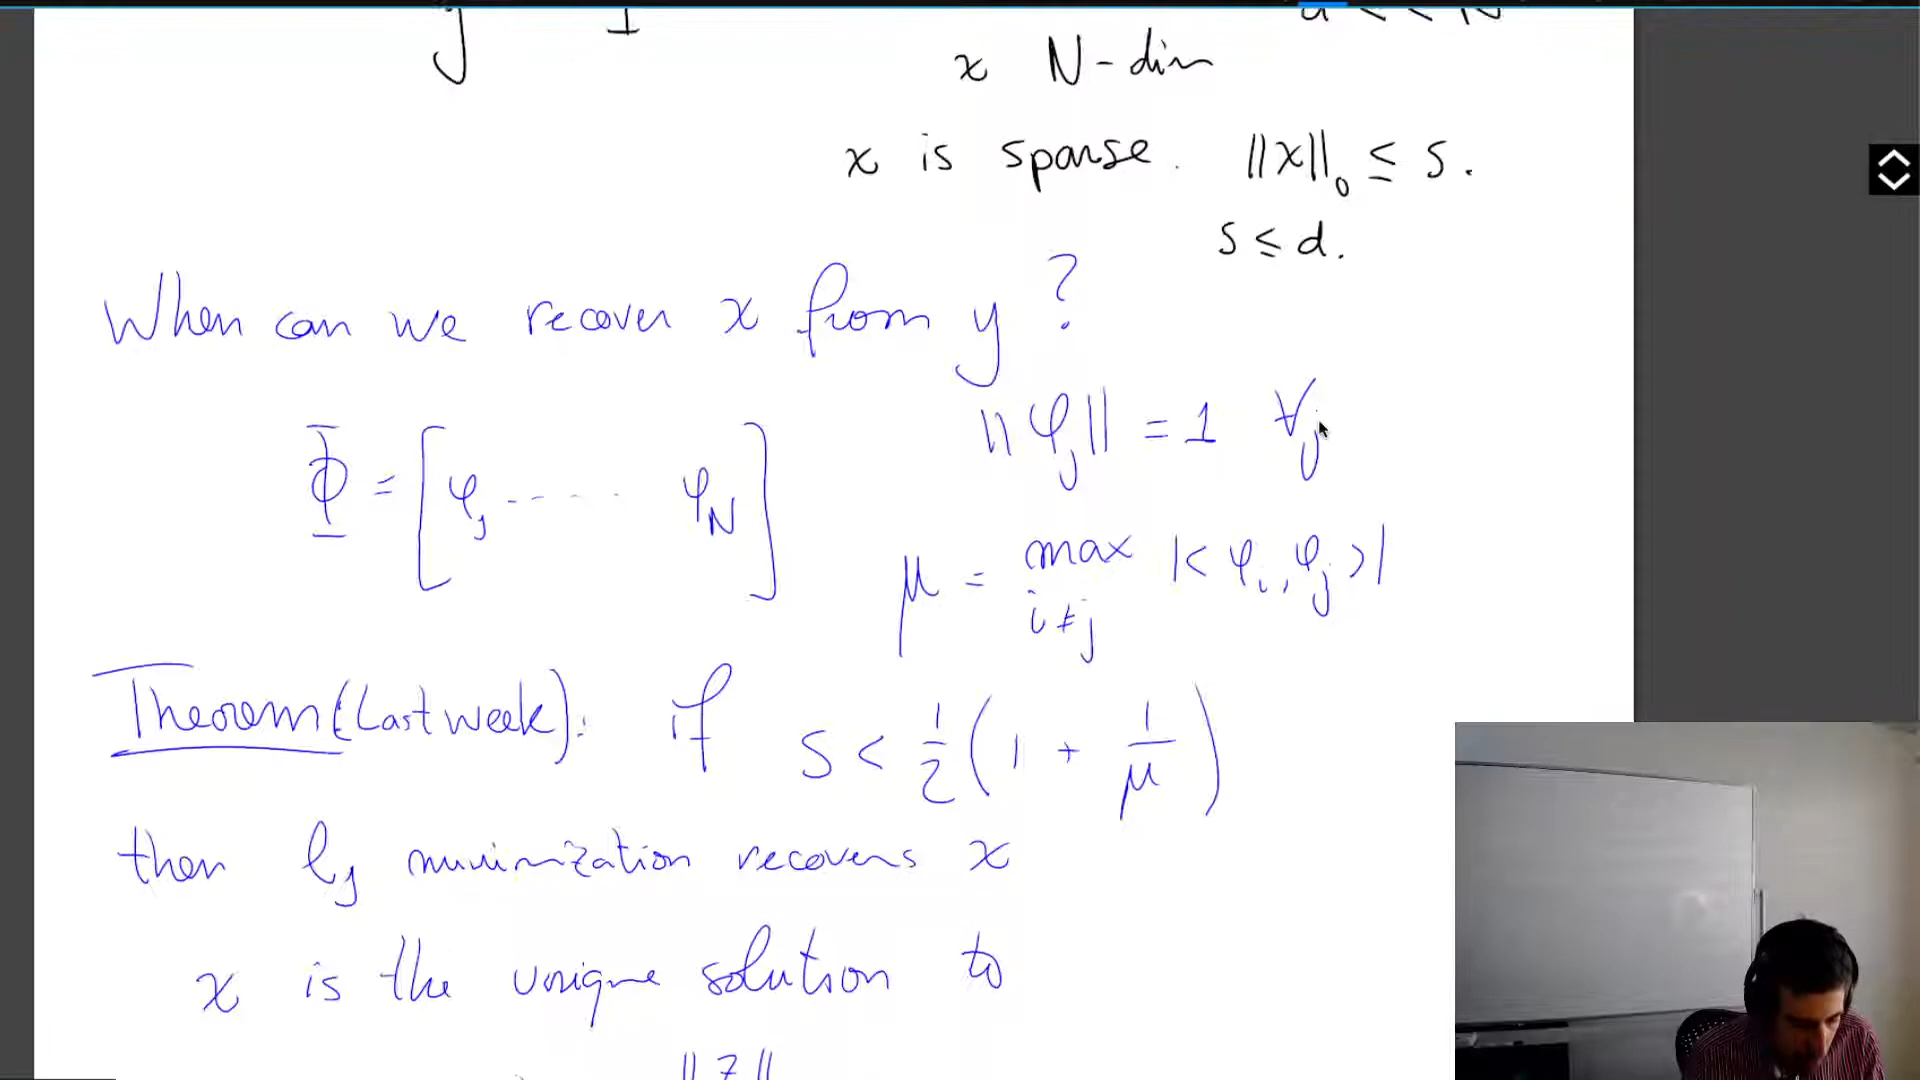 x N-dim
x is sparse. ||x||₀ ≤ s.
s ≤ d.
When can we recover x from y?
||φⱼ|| = 1 ∀ⱼ
Φ = [φ₁ ----- φ_N]
μ = max |<φᵢ, φⱼ>|
i≠j
Theorem (Last week): if s < 1/2 (1 + 1/μ)
then l₁ minimization recovers x
x is the unique solution to
||z||